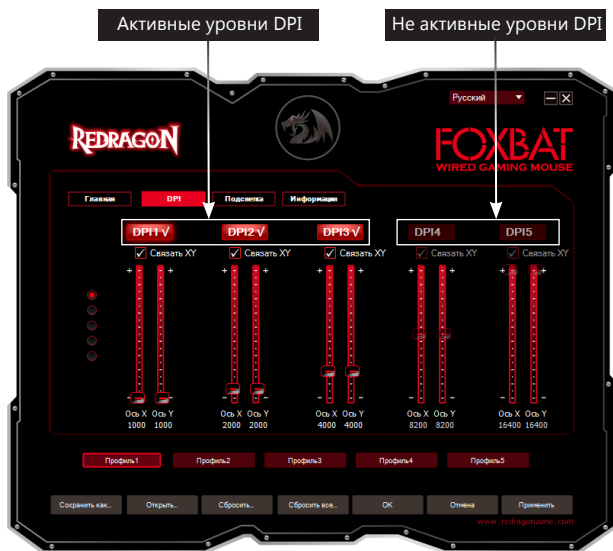 Активные уровни DPI
Не активные уровни DPI
Русский
REDRAGON
FOXBAT
WIRED GAMING MOUSE
Главная
DPI
Подсветка
Информация
DPI1 √ DPI2 √ DPI3 √ DPI4 DPI5
Связать XY Связать XY Связать XY Связать XY Связать XY
+ + + + + + + + + +
- - - - - - - - - -
Ось X Ось Y Ось X Ось Y Ось X Ось Y Ось X Ось Y Ось X Ось Y
1000 1000 2000 2000 4000 4000 8200 8200 16400 16400
Профиль1 Профиль2 Профиль3 Профиль4 Профиль5
Сохранить как.. Открыть.. Сбросить.. Сбросить все.. OK Отмена Применить
www.redragonzone.com